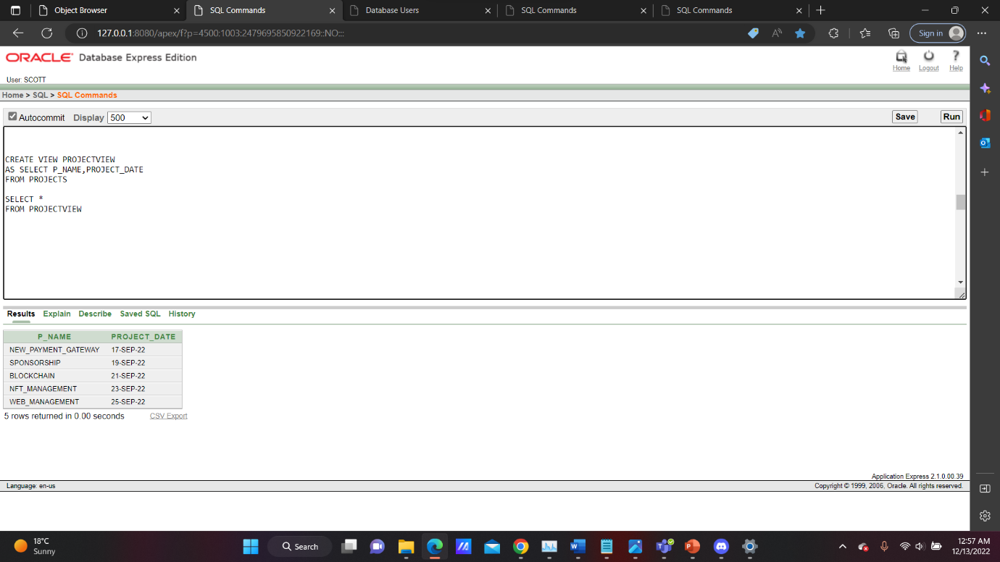 Object Browser
SQL Commands
Database Users
SQL Commands
SQL Commands
127.0.0.1:8080/apex/f?p=4500:1003:2479695850922169::NO:::
Sign in
ORACLE Database Express Edition
Home Logout Help
User: SCOTT
Home > SQL > SQL Commands
Autocommit Display 500 Save Run
CREATE VIEW PROJECTVIEW
AS SELECT P_NAME,PROJECT_DATE
FROM PROJECTS
SELECT *
FROM PROJECTVIEW
Results Explain Describe Saved SQL History
P_NAME PROJECT_DATE
NEW_PAYMENT_GATEWAY 17-SEP-22
SPONSORSHIP 19-SEP-22
BLOCKCHAIN 21-SEP-22
NFT_MANAGEMENT 23-SEP-22
WEB_MANAGEMENT 25-SEP-22
5 rows returned in 0.00 seconds CSV Export
Application Express 2.1.0.00.39
Language: en-us Copyright © 1999, 2006, Oracle. All rights reserved.
18°C
Sunny
Search
12:57 AM
12/13/2022